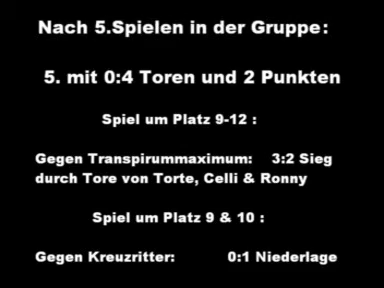 Nach 5.Spielen in der Gruppe:
5. mit 0:4 Toren und 2 Punkten
Spiel um Platz 9-12 :
Gegen Transpirummaximum: 3:2 Sieg
durch Tore von Torte, Celli & Ronny
Spiel um Platz 9 & 10 :
Gegen Kreuzritter: 0:1 Niederlage